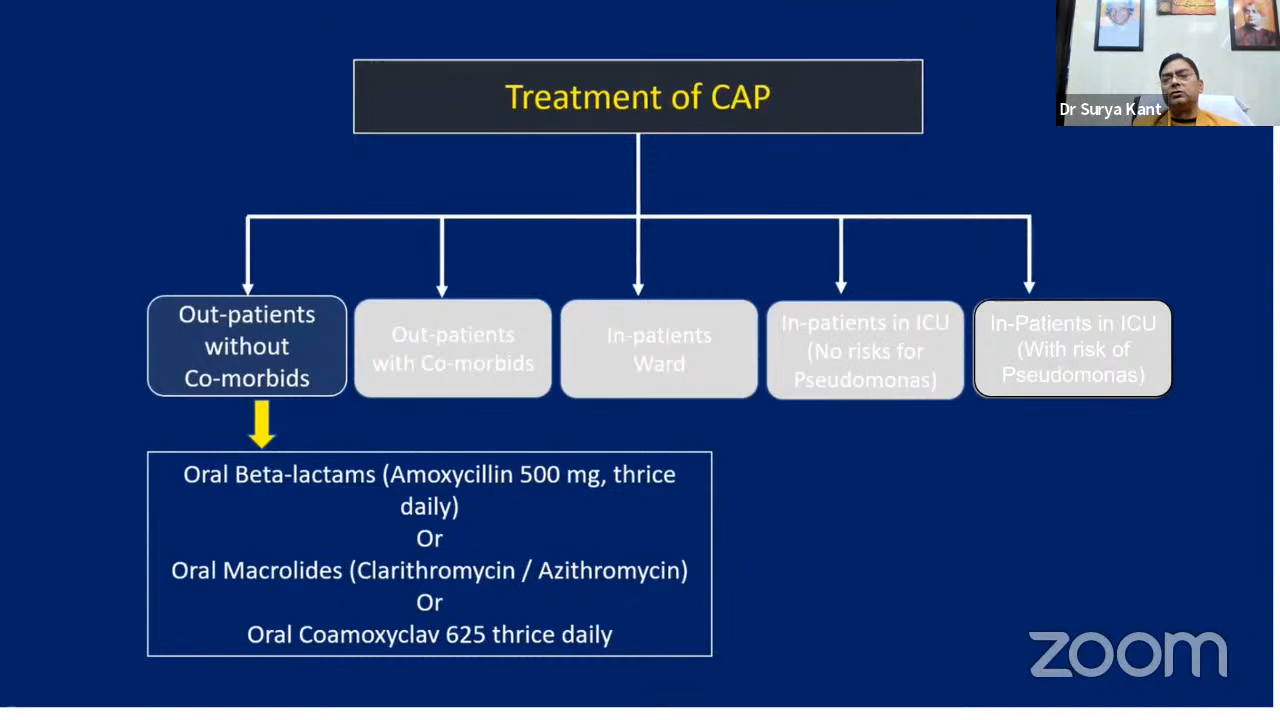 Treatment of CAP
Dr Surya Kant
Out-patients
without
Co-morbids
Out-patients
with Co-morbids
In-patients
Ward
In-patients in ICU
(No risks for
Pseudomonas)
In-Patients in ICU
(With risk of
Pseudomonas)
Oral Beta-lactams (Amoxycillin 500 mg, thrice
daily)
Or
Oral Macrolides (Clarithromycin / Azithromycin)
Or
Oral Coamoxyclav 625 thrice daily
zoom